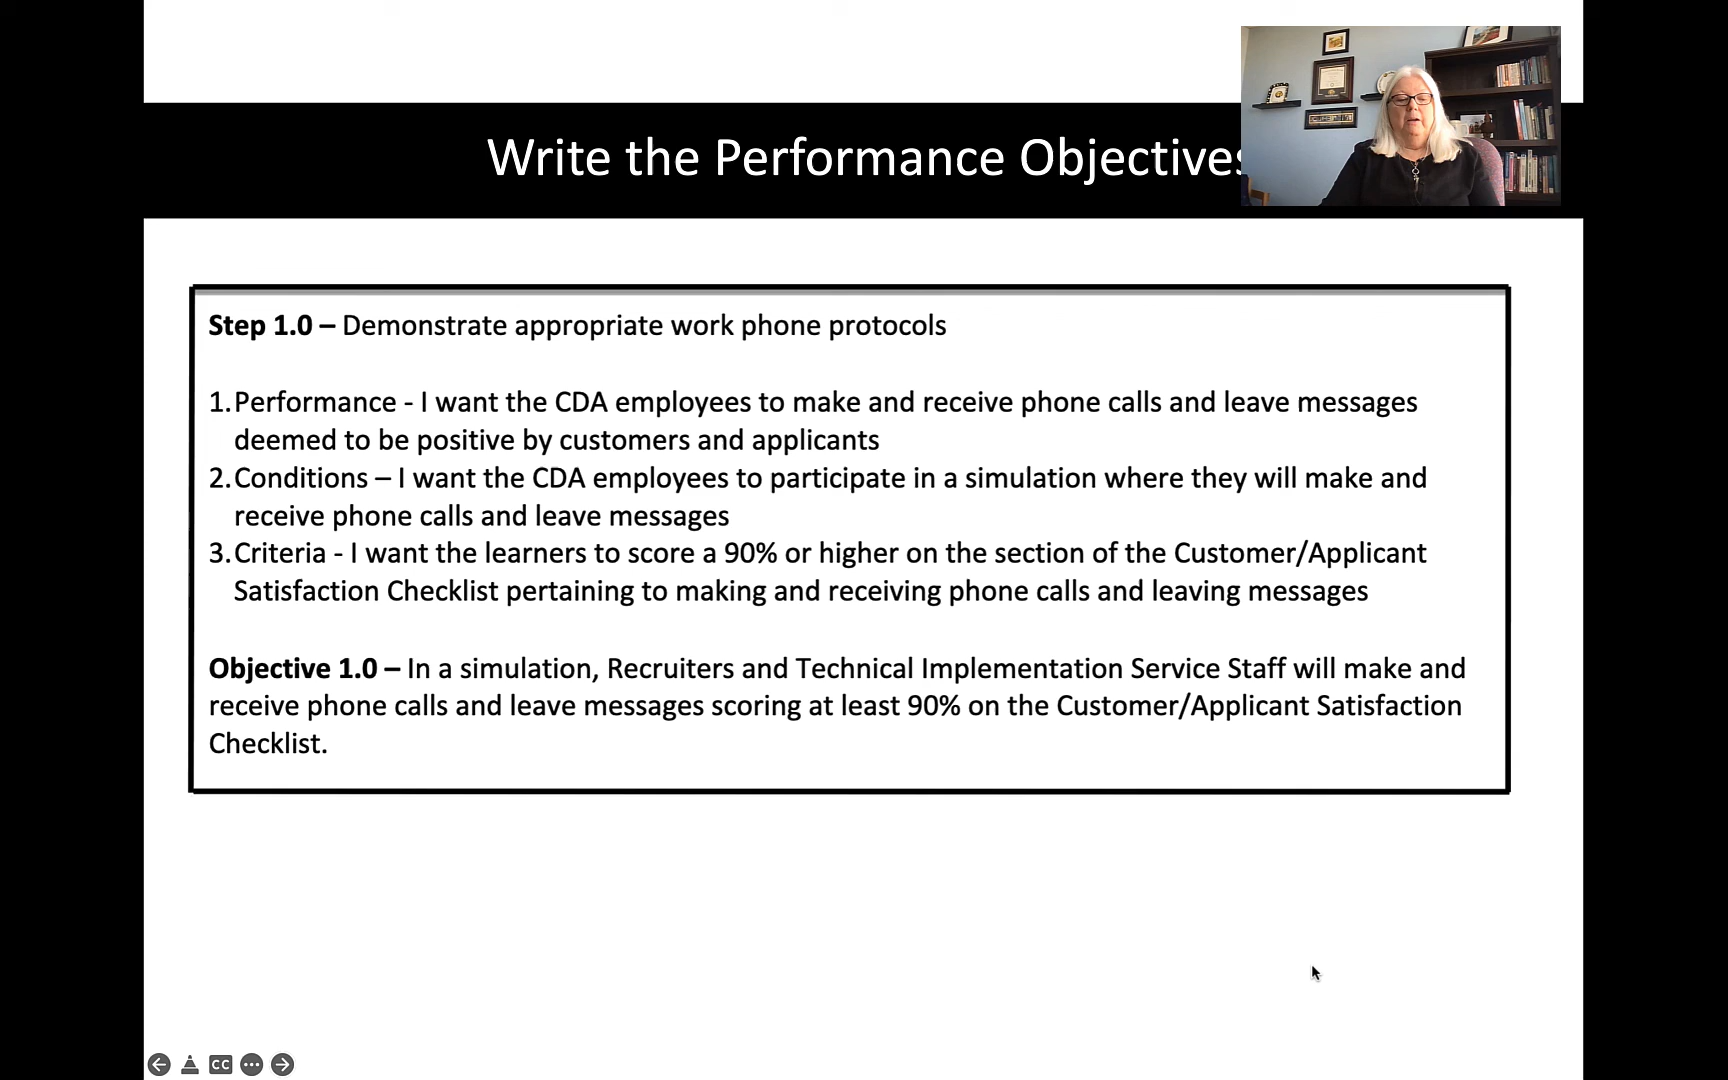 Write the Performance Objectives
Step 1.0 – Demonstrate appropriate work phone protocols
1. Performance - I want the CDA employees to make and receive phone calls and leave messages
deemed to be positive by customers and applicants
2. Conditions – I want the CDA employees to participate in a simulation where they will make and
receive phone calls and leave messages
3. Criteria - I want the learners to score a 90% or higher on the section of the Customer/Applicant
Satisfaction Checklist pertaining to making and receiving phone calls and leaving messages
Objective 1.0 – In a simulation, Recruiters and Technical Implementation Service Staff will make and
receive phone calls and leave messages scoring at least 90% on the Customer/Applicant Satisfaction
Checklist.
CC